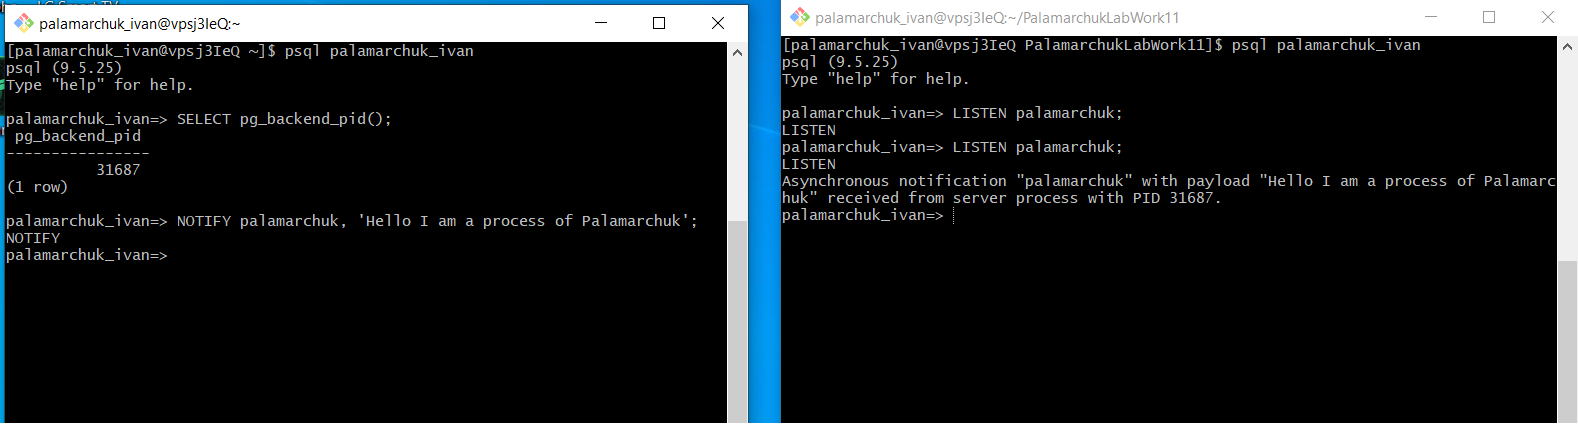 palamarchuk_ivan@vpsj3IeQ:~
[palamarchuk_ivan@vpsj3IeQ ~]$ psql palamarchuk_ivan
psql (9.5.25)
Type "help" for help.
palamarchuk_ivan=> SELECT pg_backend_pid();
pg_backend_pid
----------------
31687
(1 row)
palamarchuk_ivan=> NOTIFY palamarchuk, 'Hello I am a process of Palamarchuk';
NOTIFY
palamarchuk_ivan=>
palamarchuk_ivan@vpsj3IeQ:~/PalamarchukLabWork11
[palamarchuk_ivan@vpsj3IeQ PalamarchukLabWork11]$ psql palamarchuk_ivan
psql (9.5.25)
Type "help" for help.
palamarchuk_ivan=> LISTEN palamarchuk;
LISTEN
palamarchuk_ivan=> LISTEN palamarchuk;
LISTEN
Asynchronous notification "palamarchuk" with payload "Hello I am a process of Palamarc
huk" received from server process with PID 31687.
palamarchuk_ivan=>